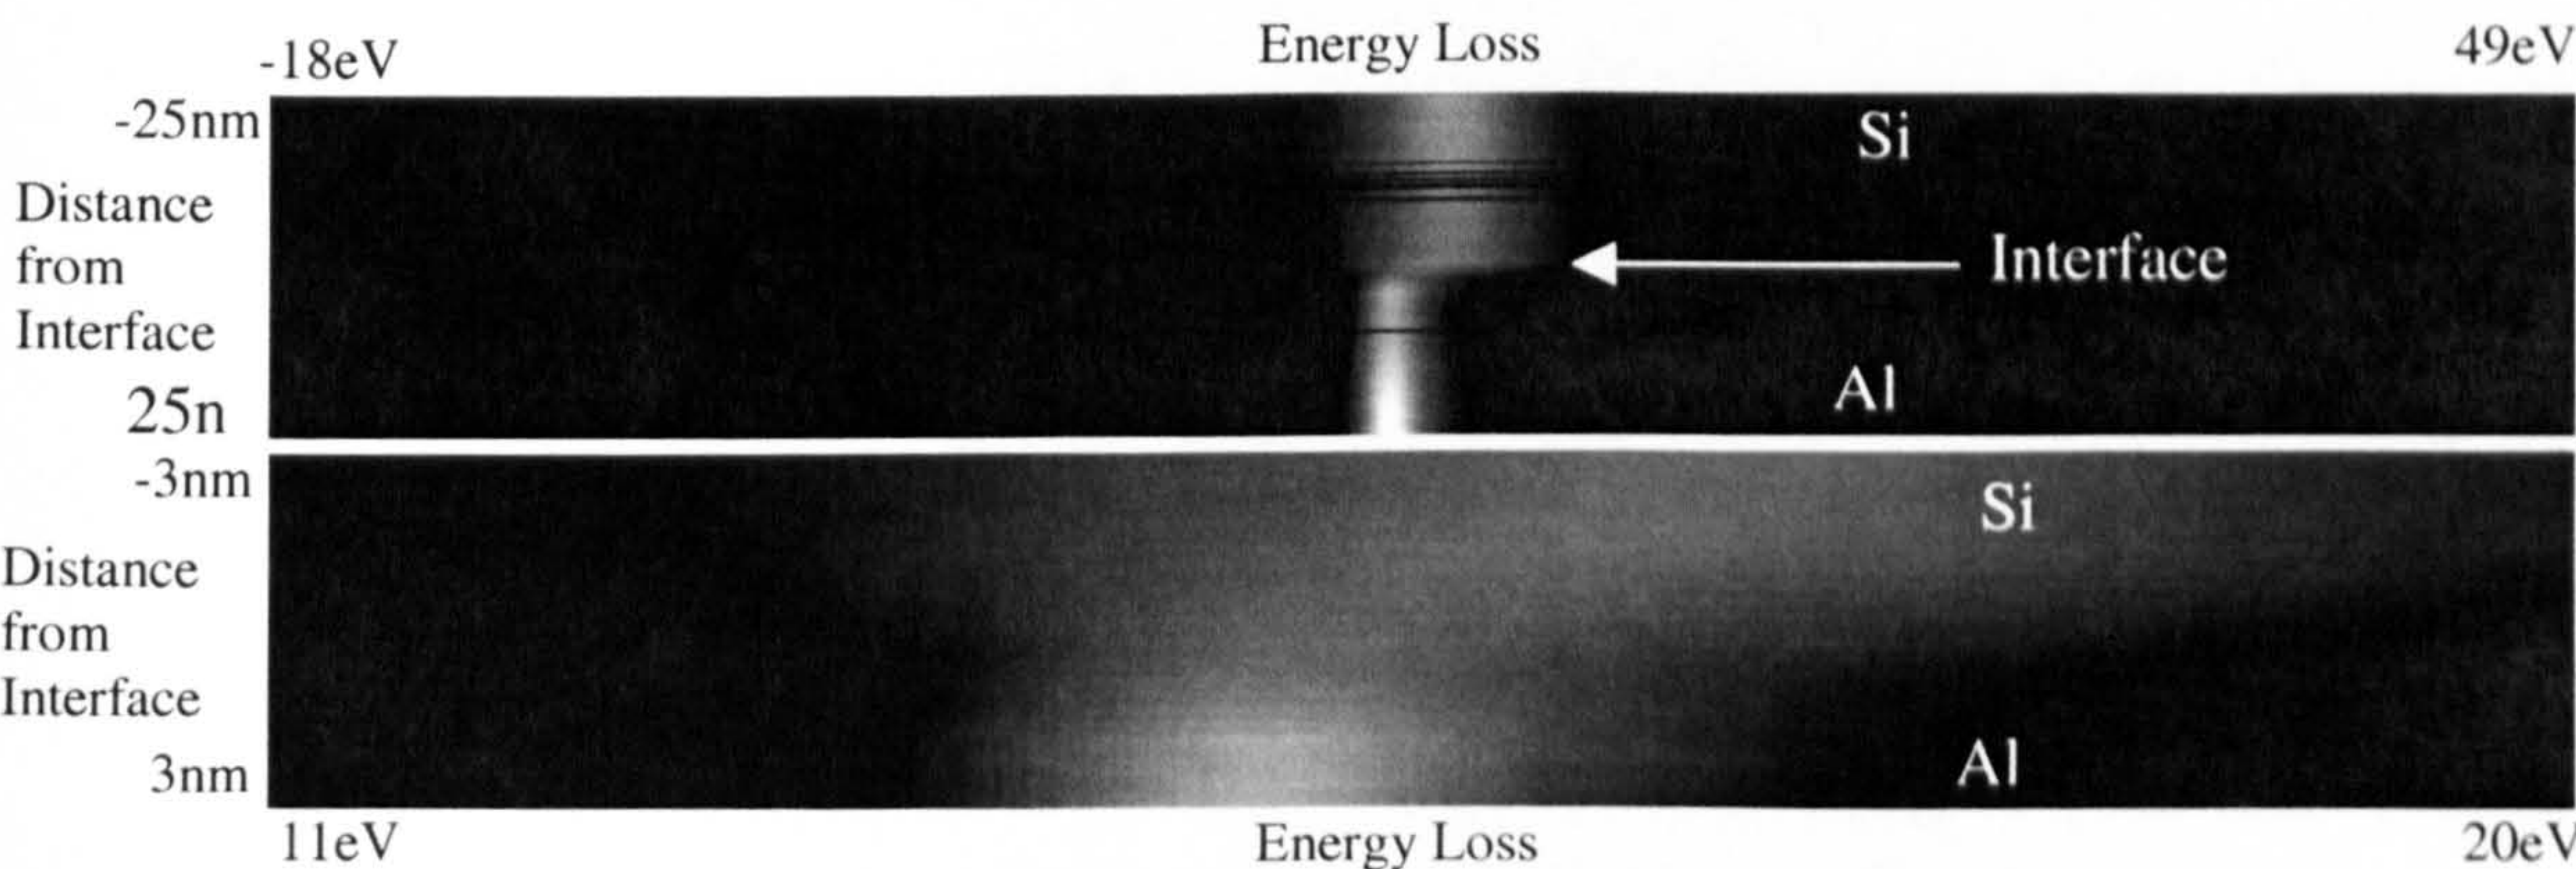 -18eV Energy Loss 49eV
-25nm
Si
Distance
from
Interface
Interface
Al
25n
-3nm
Si
Distance
from
Interface
Al
3nm
11eV Energy Loss 20eV